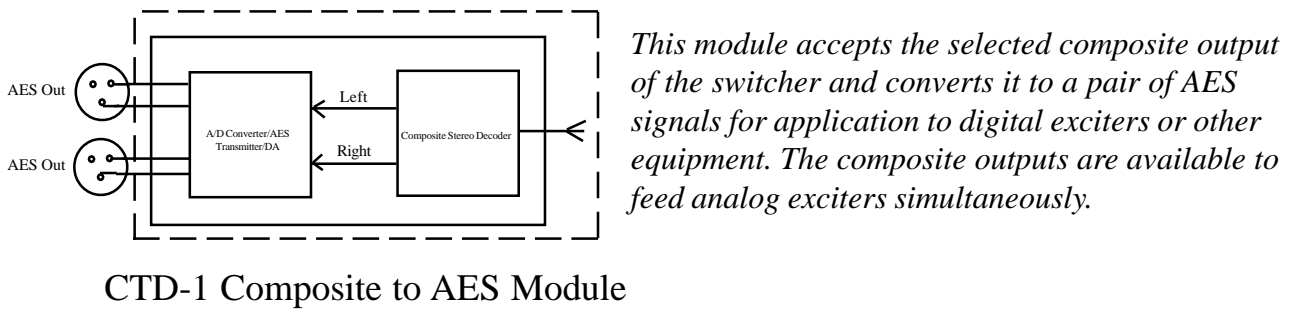 AES Out
AES Out
A/D Converter/AES
Transmitter/DA
Left
Right
Composite Stereo Decoder
This module accepts the selected composite output
of the switcher and converts it to a pair of AES
signals for application to digital exciters or other
equipment. The composite outputs are available to
feed analog exciters simultaneously.
CTD-1 Composite to AES Module